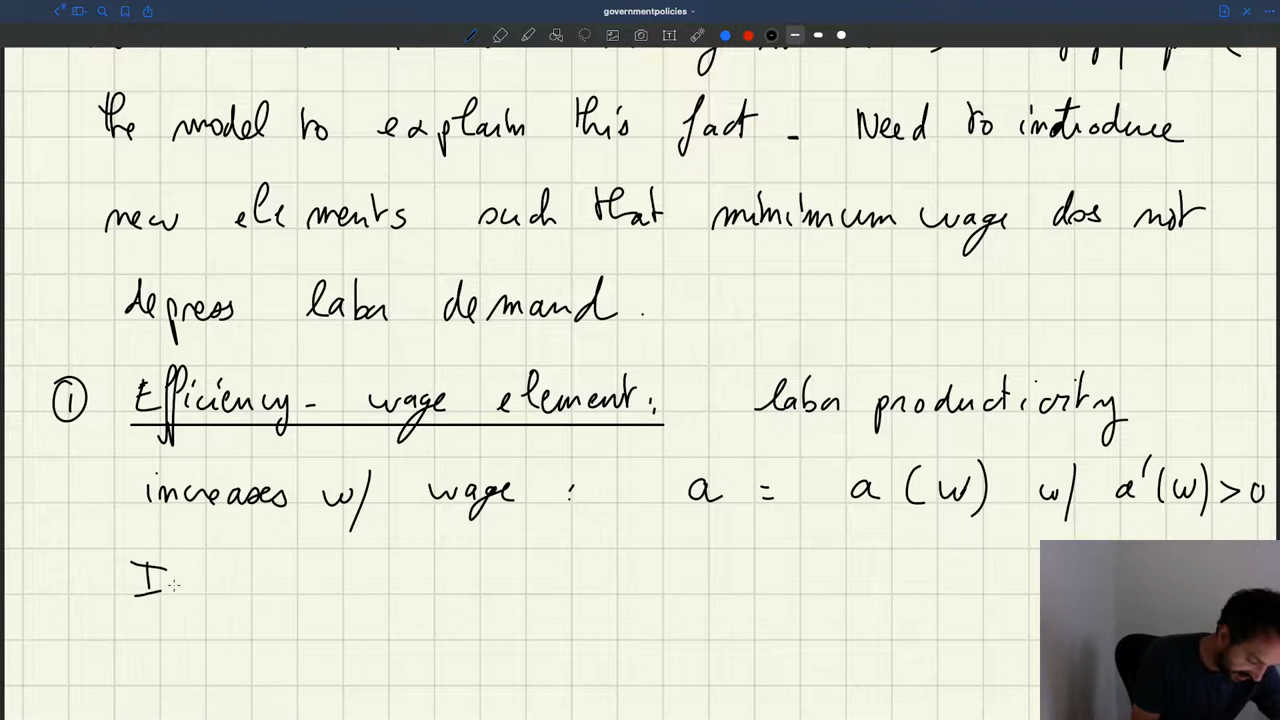 governmentpolicies
the model to explain this fact - Need to introduce
new elements such that minimum wage dos not
depress labor demand.
① Efficiency-wage element: labor productivity
increases w/ wage : a = a(w) w/ a'(w)>0
I